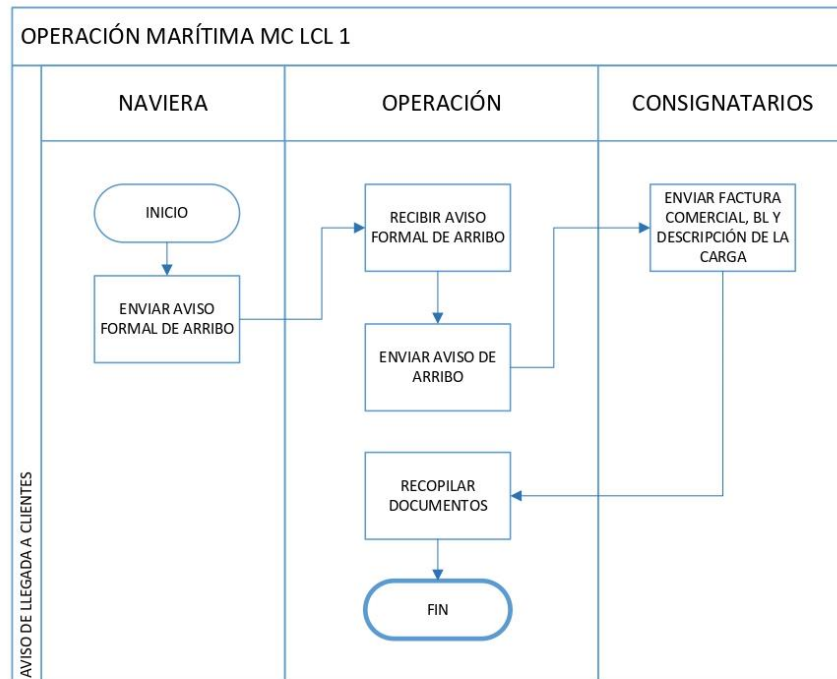 OPERACIÓN MARÍTIMA MC LCL 1
NAVIERA
OPERACIÓN
CONSIGNATARIOS
INICIO
ENVIAR AVISO
FORMAL DE ARRIBO
RECIBIR AVISO
FORMAL DE ARRIBO
ENVIAR AVISO DE
ARRIBO
ENVIAR FACTURA
COMERCIAL, BL Y
DESCRIPCIÓN DE LA
CARGA
RECOPILAR
DOCUMENTOS
FIN
AVISO DE LLEGADA A CLIENTES